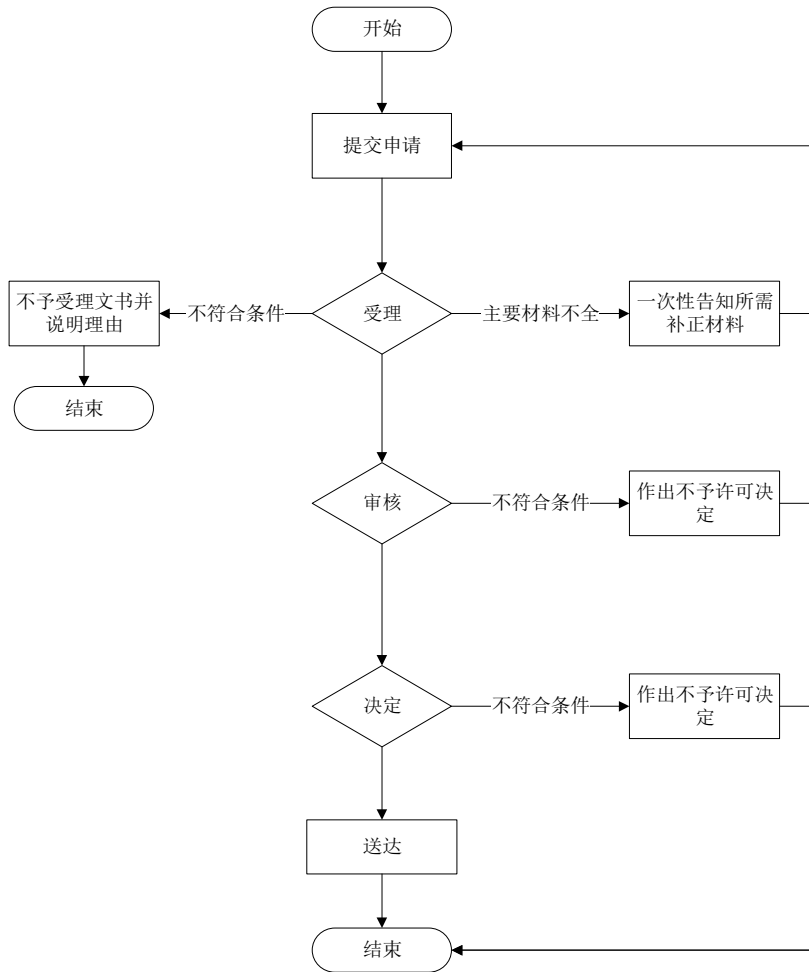 开始
提交申请
不予受理文书并
说明理由
不符合条件
受理
主要材料不全
一次性告知所需
补正材料
结束
审核
不符合条件
作出不予许可决
定
决定
不符合条件
作出不予许可决
定
送达
结束